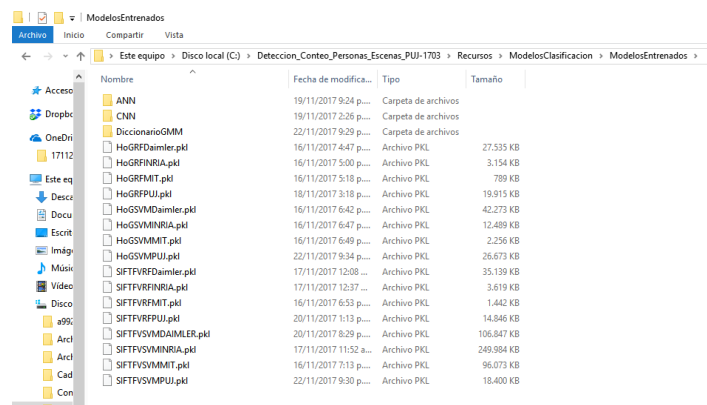 ModelosEntrenados
Archivo Inicio Compartir Vista
Este equipo > Disco local (C:) > Deteccion_Conteo_Personas_Escenas_PUJ-1703 > Recursos > ModelosClasificacion > ModelosEntrenados >
Nombre Fecha de modifica... Tipo Tamaño
Acceso
Dropbo
OneDri
17112
Este eq
Desca
Docu
Escrit
Imáge
Músic
Vídeo
Disco
a992
Arcl
Arcl
Cad
Con
ANN 19/11/2017 9:24 p.... Carpeta de archivos
CNN 19/11/2017 2:26 p.... Carpeta de archivos
DiccionarioGMM 22/11/2017 9:29 p.... Carpeta de archivos
HoGRFDaimler.pkl 16/11/2017 4:47 p.... Archivo PKL 27.535 KB
HoGRFINRIA.pkl 16/11/2017 5:00 p.... Archivo PKL 3.154 KB
HoGRFMIT.pkl 16/11/2017 5:18 p.... Archivo PKL 789 KB
HoGRFPUJ.pkl 18/11/2017 3:18 p.... Archivo PKL 19.915 KB
HoGSVMDaimler.pkl 16/11/2017 6:42 p.... Archivo PKL 42.273 KB
HoGSVMINRIA.pkl 16/11/2017 6:47 p.... Archivo PKL 12.489 KB
HoGSVMMIT.pkl 16/11/2017 6:49 p.... Archivo PKL 2.256 KB
HoGSVMPUJ.pkl 22/11/2017 9:34 p.... Archivo PKL 26.673 KB
SIFTFVRFDaimler.pkl 17/11/2017 12:08 ... Archivo PKL 35.139 KB
SIFTFVRFINRIA.pkl 17/11/2017 12:37 ... Archivo PKL 3.619 KB
SIFTFVRFMIT.pkl 16/11/2017 6:53 p.... Archivo PKL 1.442 KB
SIFTFVRFPUJ.pkl 20/11/2017 1:13 p.... Archivo PKL 14.846 KB
SIFTFVSVMDAIMLER.pkl 20/11/2017 8:29 p.... Archivo PKL 106.847 KB
SIFTFVSVMINRIA.pkl 17/11/2017 11:52 a... Archivo PKL 249.984 KB
SIFTFVSVMMIT.pkl 16/11/2017 7:13 p.... Archivo PKL 96.073 KB
SIFTFVSVMPUJ.pkl 22/11/2017 9:30 p.... Archivo PKL 18.400 KB